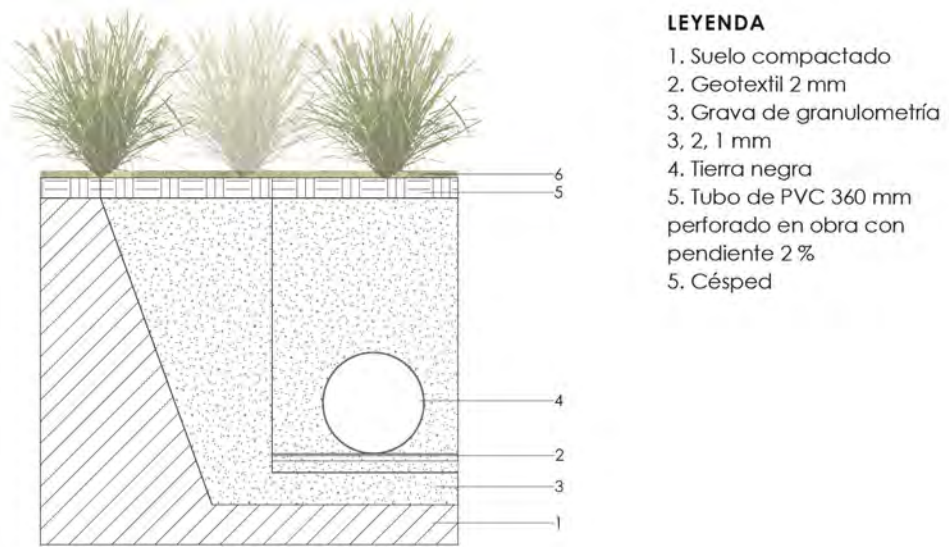 LEYENDA
1. Suelo compactado
2. Geotextil 2 mm
3. Grava de granulometría
3, 2, 1 mm
4. Tierra negra
5. Tubo de PVC 360 mm
perforado en obra con
pendiente 2 %
5. Césped
6
5
4
2
3
1